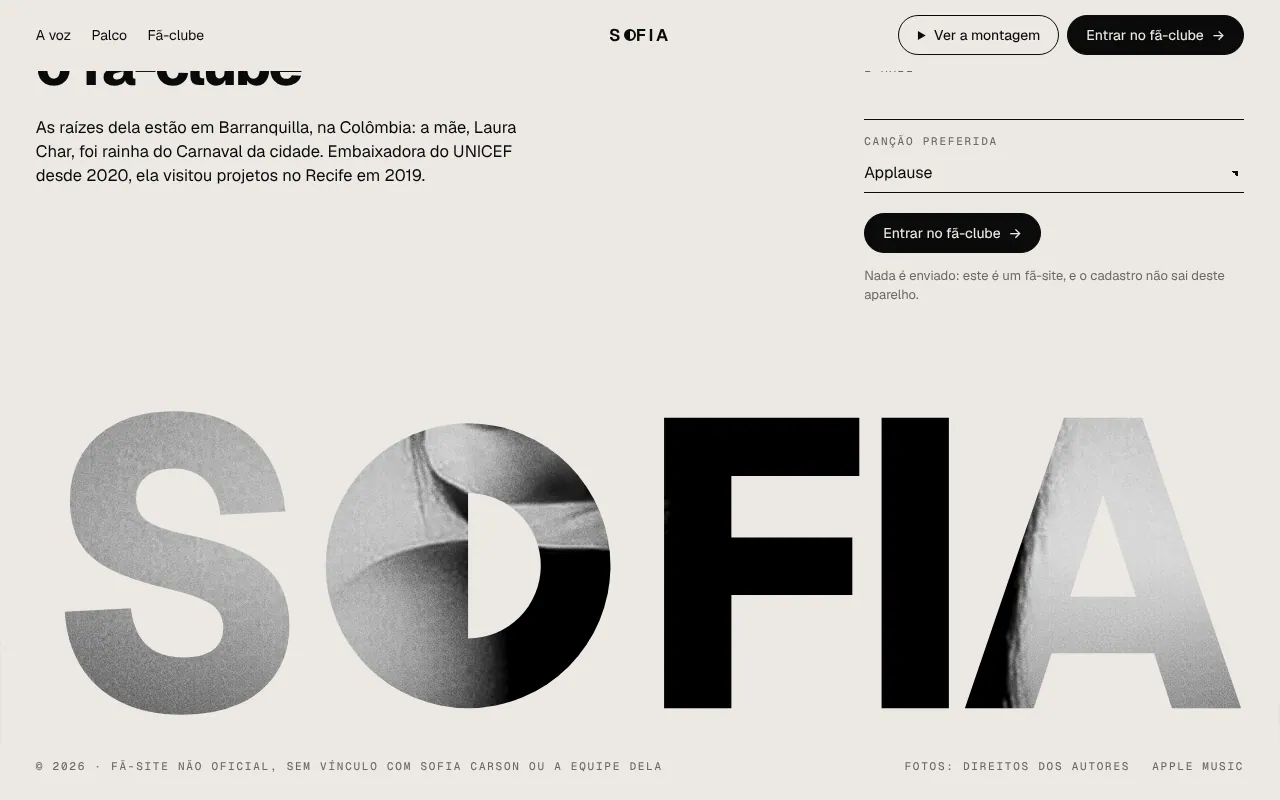 A voz
Palco
Fã-clube
SOFIA
▶ Ver a montagem
Entrar no fã-clube →
o fã-clube
As raízes dela estão em Barranquilla, na Colômbia: a mãe, Laura
Char, foi rainha do Carnaval da cidade. Embaixadora do UNICEF
desde 2020, ela visitou projetos no Recife em 2019.
CANÇÃO PREFERIDA
Applause
Entrar no fã-clube →
Nada é enviado: este é um fã-site, e o cadastro não sai deste
aparelho.
SOFIA
© 2026 · FÃ-SITE NÃO OFICIAL, SEM VÍNCULO COM SOFIA CARSON OU A EQUIPE DELA
FOTOS: DIREITOS DOS AUTORES
APPLE MUSIC